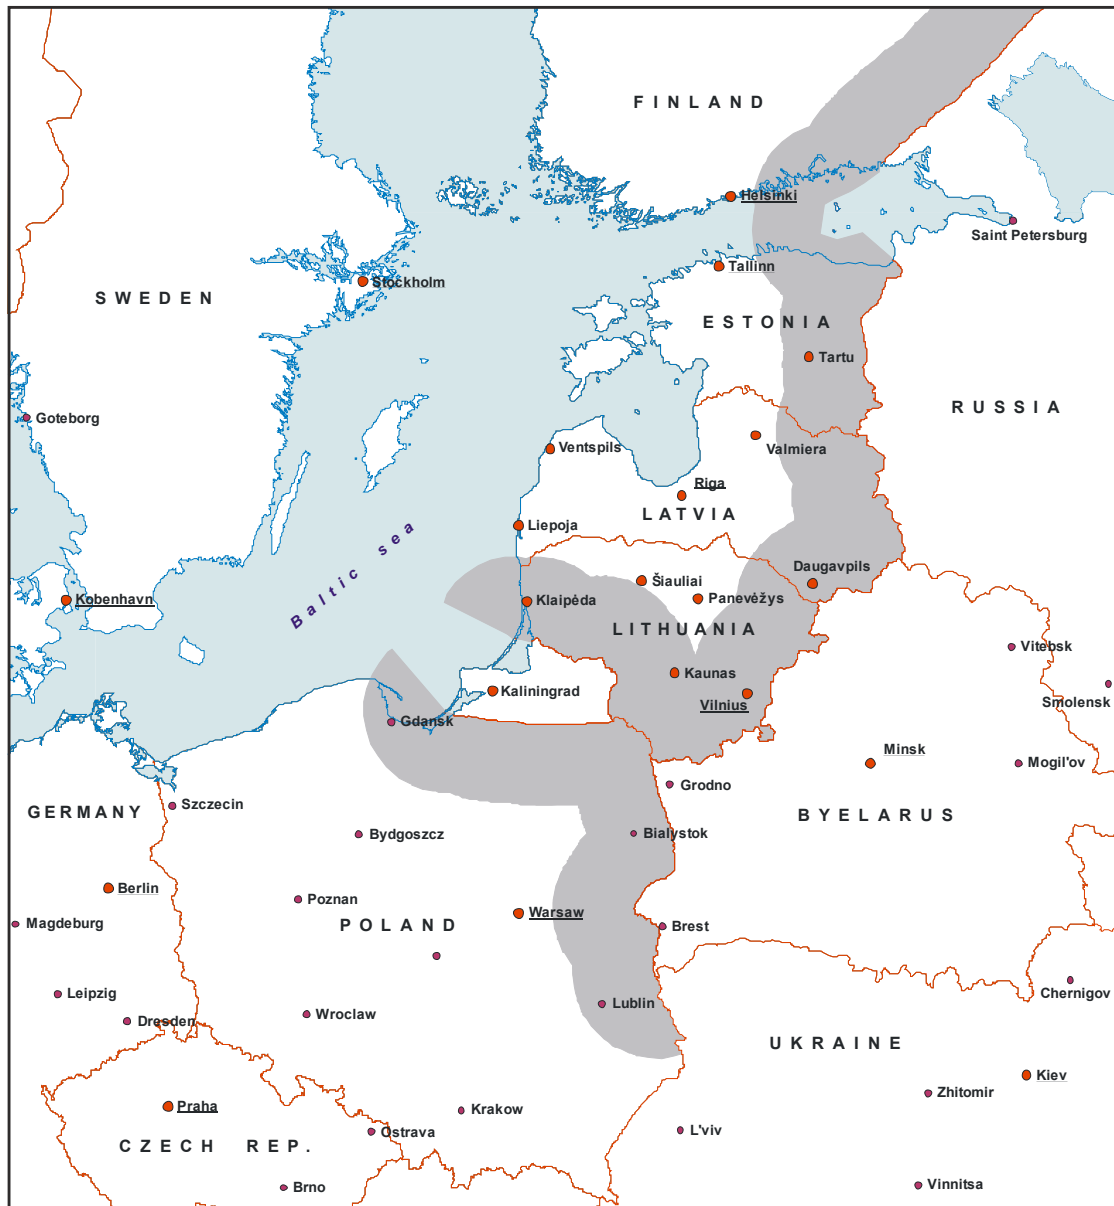 FINLAND
Helsinki
Saint Petersburg
Tallinn
Stockholm
SWEDEN
ESTONIA
Tartu
RUSSIA
Goteborg
Ventspils
Valmiera
Riga
LATVIA
Liepoja
Baltic sea
Daugavpils
Šiauliai
Kobenhavn
Klaipėda
Panevėžys
LITHUANIA
Vitebsk
Kaunas
Kaliningrad
Vilnius
Smolensk
Gdansk
Minsk
Mogil'ov
Grodno
Szczecin
GERMANY
BYELARUS
Bydgoszcz
Bialystok
Berlin
Poznan
Warsaw
Magdeburg
POLAND
Brest
Leipzig
Chernigov
Lublin
Wroclaw
Dresden
UKRAINE
Kiev
Zhitomir
Praha
Krakow
Ostrava
L'viv
CZECH REP.
Brno
Vinnitsa